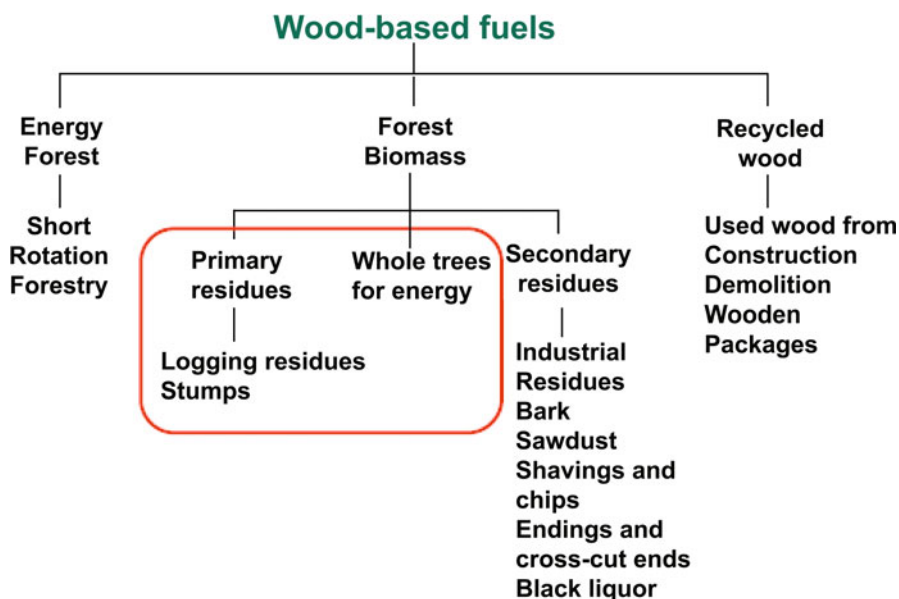 Wood-based fuels
Energy
Forest
Forest
Biomass
Recycled
wood
Short
Rotation
Forestry
Primary
residues
Logging residues
Stumps
Whole trees
for energy
Secondary
residues
Industrial
Residues
Bark
Sawdust
Shavings and
chips
Endings and
cross-cut ends
Black liquor
Used wood from
Construction
Demolition
Wooden
Packages